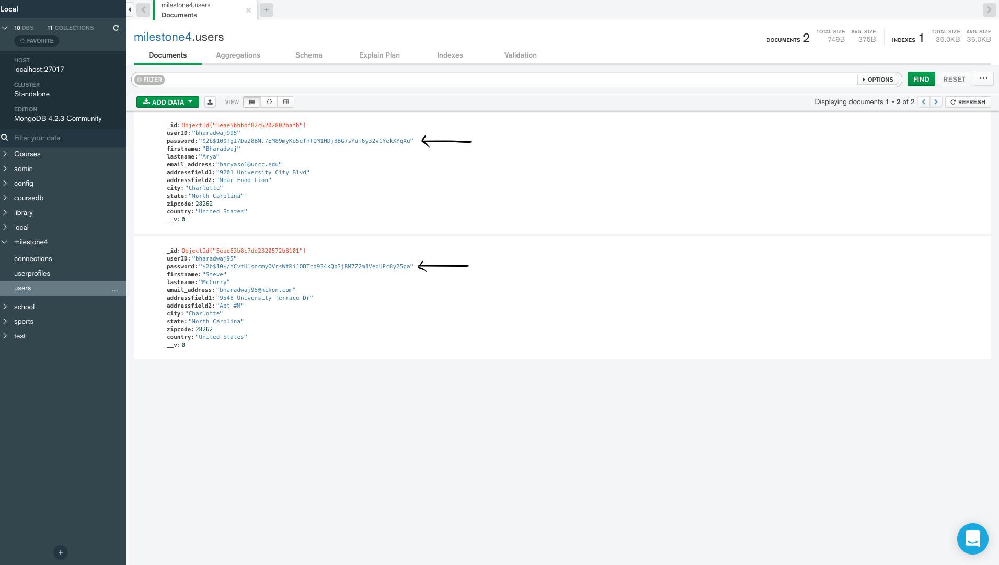 Local
10 DBS 11 COLLECTIONS
FAVORITE
HOST
localhost:27017
CLUSTER
Standalone
EDITION
MongoDB 4.2.3 Community
Filter your data
Courses
admin
config
coursedb
library
local
milestone4
connections
userprofiles
users ...
school
sports
test
+
milestone4.users
Documents
+
milestone4.users
DOCUMENTS 2 TOTAL SIZE 749B AVG. SIZE 375B INDEXES 1 TOTAL SIZE 36.0KB AVG. SIZE 36.0KB
Documents Aggregations Schema Explain Plan Indexes Validation
FILTER OPTIONS FIND RESET ...
ADD DATA VIEW {} Displaying documents 1 - 2 of 2 < > REFRESH
_id: ObjectId("5eae5bbbbf82c6202802bafb")
userID: "bharadwaj995"
password: "$2b$10$TgI7Da28BN.7EM89myKo5efhTQM1HDj8BG7sYuT6y32vCYekXYqXu"
firstname: "Bharadwaj"
lastname: "Arya"
email_address: "baryaso1@uncc.edu"
addressfield1: "9201 University City Blvd"
addressfield2: "Near Food Lion"
city: "Charlotte"
state: "North Carolina"
zipcode: 28262
country: "United States"
__v: 0
_id: ObjectId("5eae63b8c7de2320572b8101")
userID: "bharadwaj95"
password: "$2b$10$/YCvtUlsncmyOVrsWtRiJOBTcd934kQp3jRM7Z2m1VeoUPc8y25pa"
firstname: "Steve"
lastname: "McCurry"
email_address: "bharadwaj95@nikon.com"
addressfield1: "9548 University Terrace Dr"
addressfield2: "Apt #M"
city: "Charlotte"
state: "North Carolina"
zipcode: 28262
country: "United States"
__v: 0